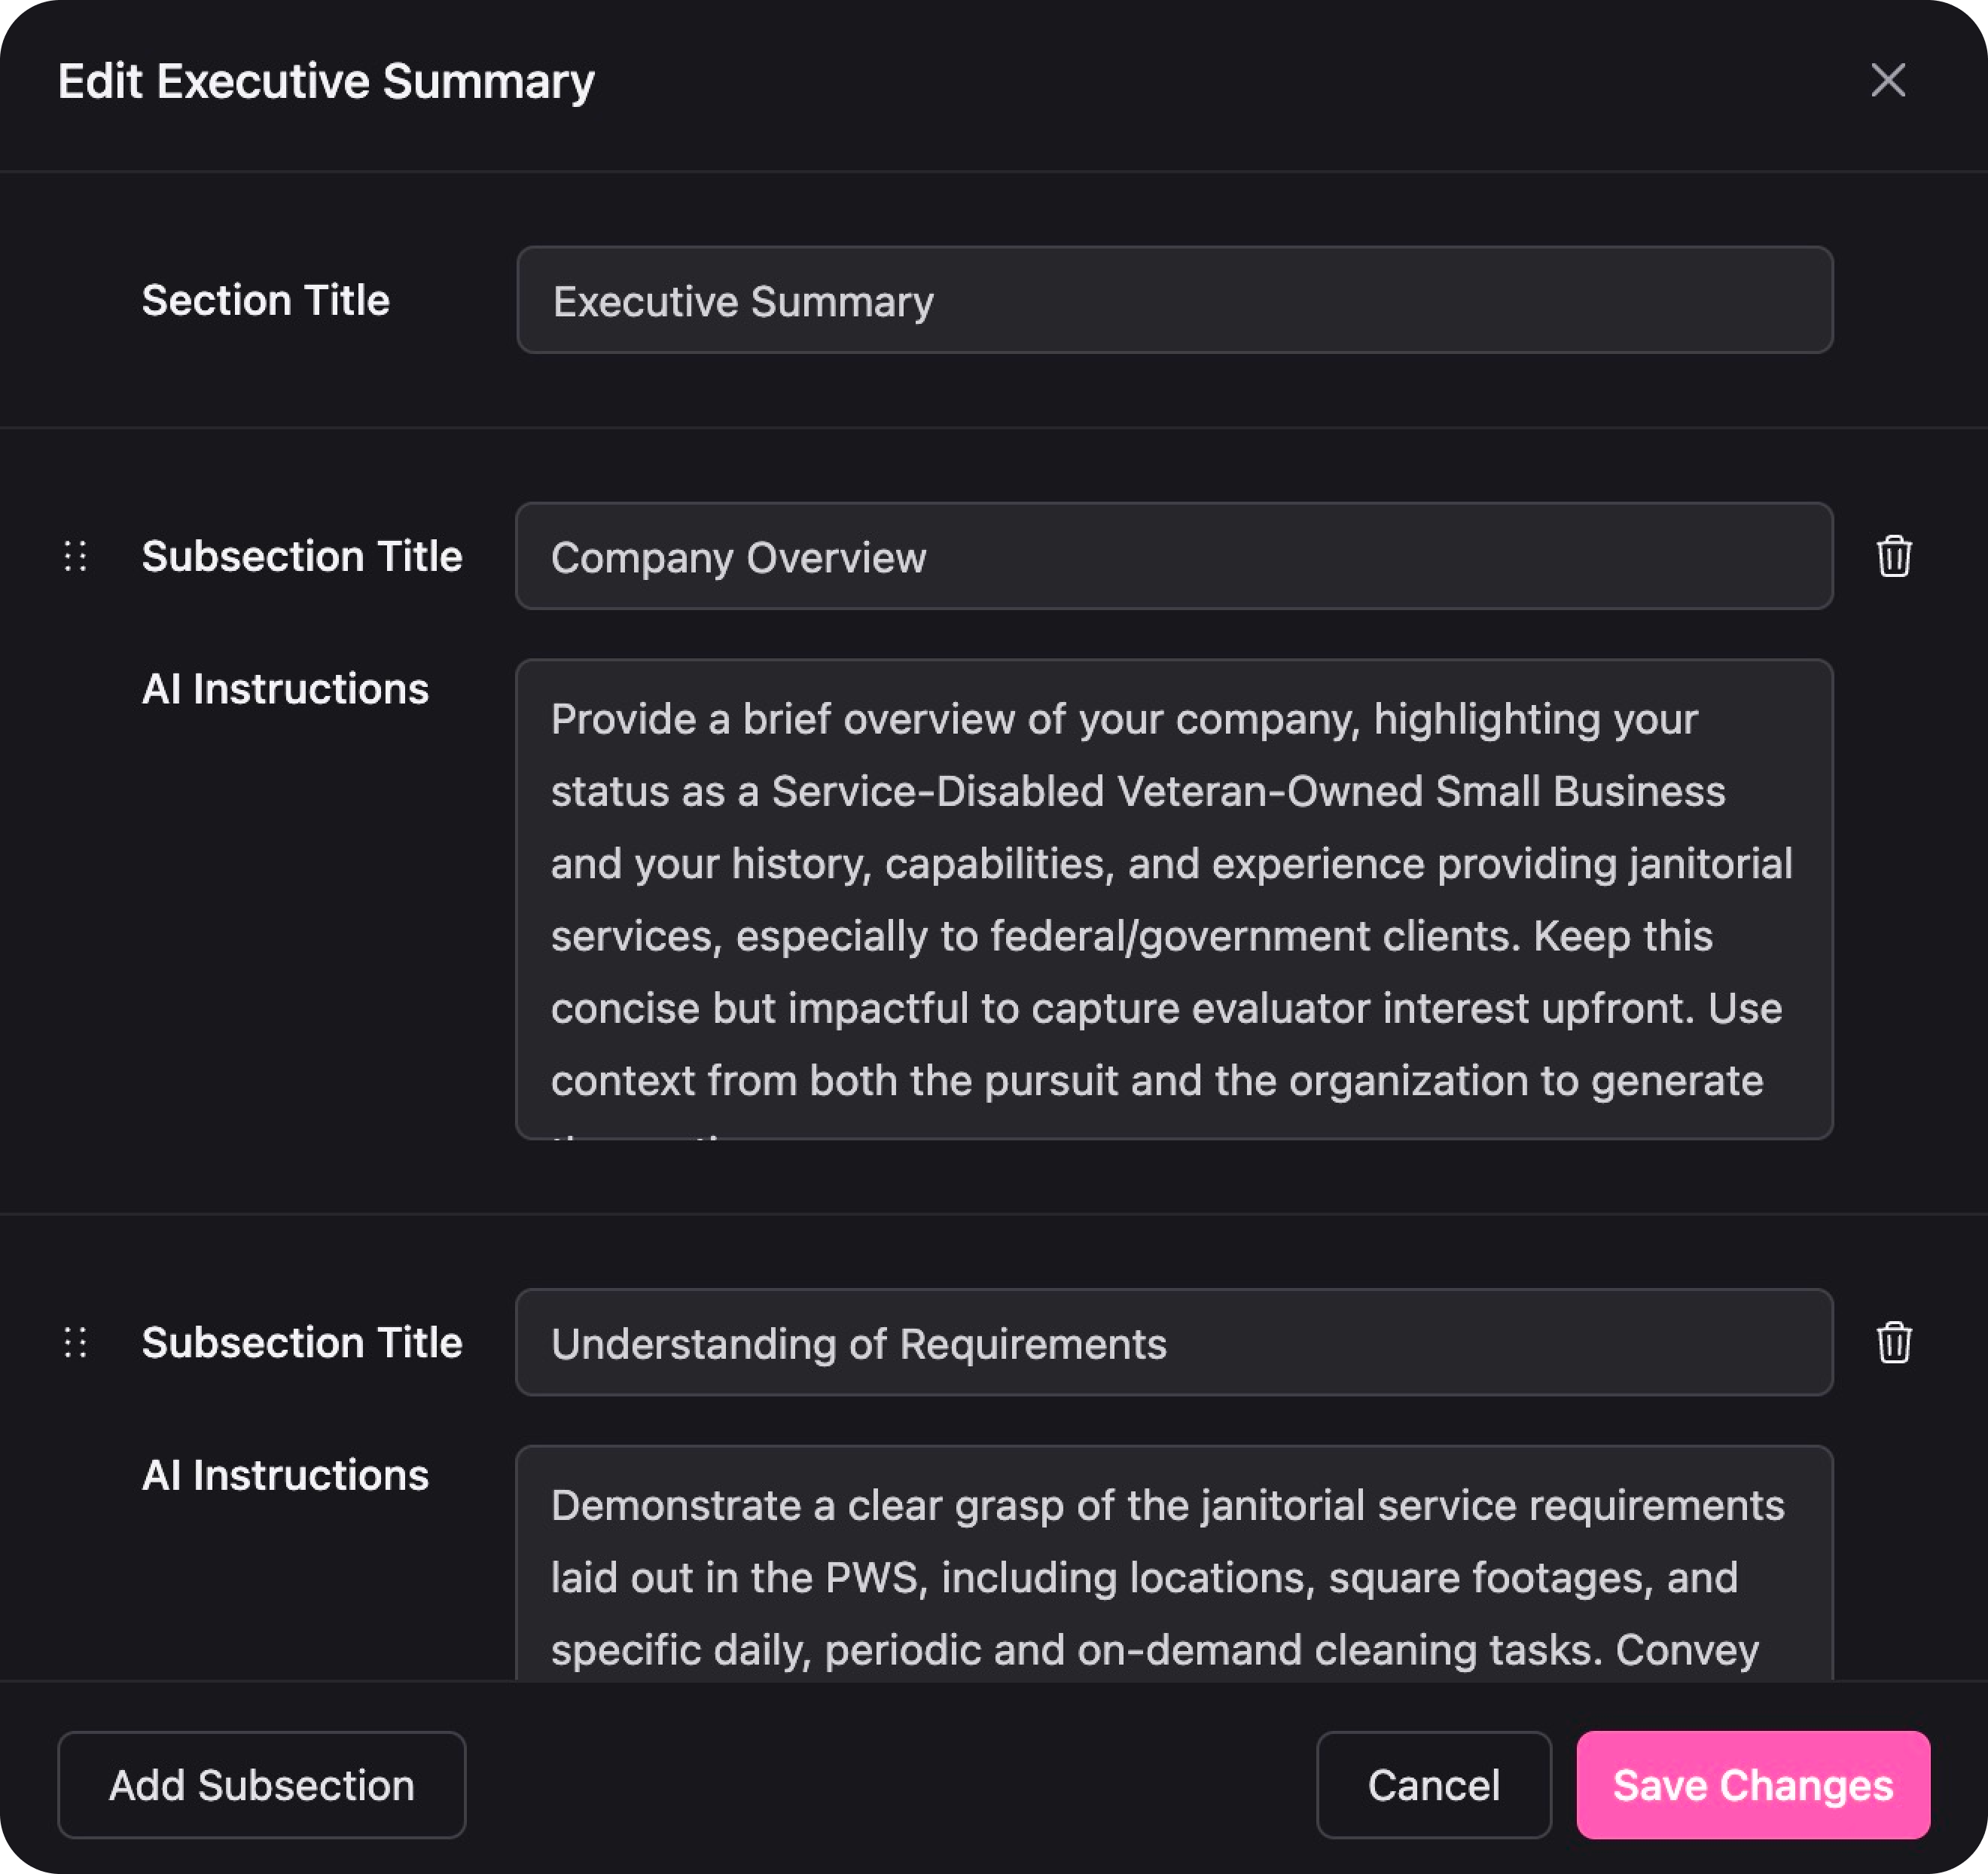 Edit Executive Summary
Section Title
Executive Summary
Subsection Title
Company Overview
AI Instructions
Provide a brief overview of your company, highlighting your
status as a Service-Disabled Veteran-Owned Small Business
and your history, capabilities, and experience providing janitorial
services, especially to federal/government clients. Keep this
concise but impactful to capture evaluator interest upfront. Use
context from both the pursuit and the organization to generate
Subsection Title
Understanding of Requirements
AI Instructions
Demonstrate a clear grasp of the janitorial service requirements
laid out in the PWS, including locations, square footages, and
specific daily, periodic and on-demand cleaning tasks. Convey
Add Subsection
Cancel
Save Changes